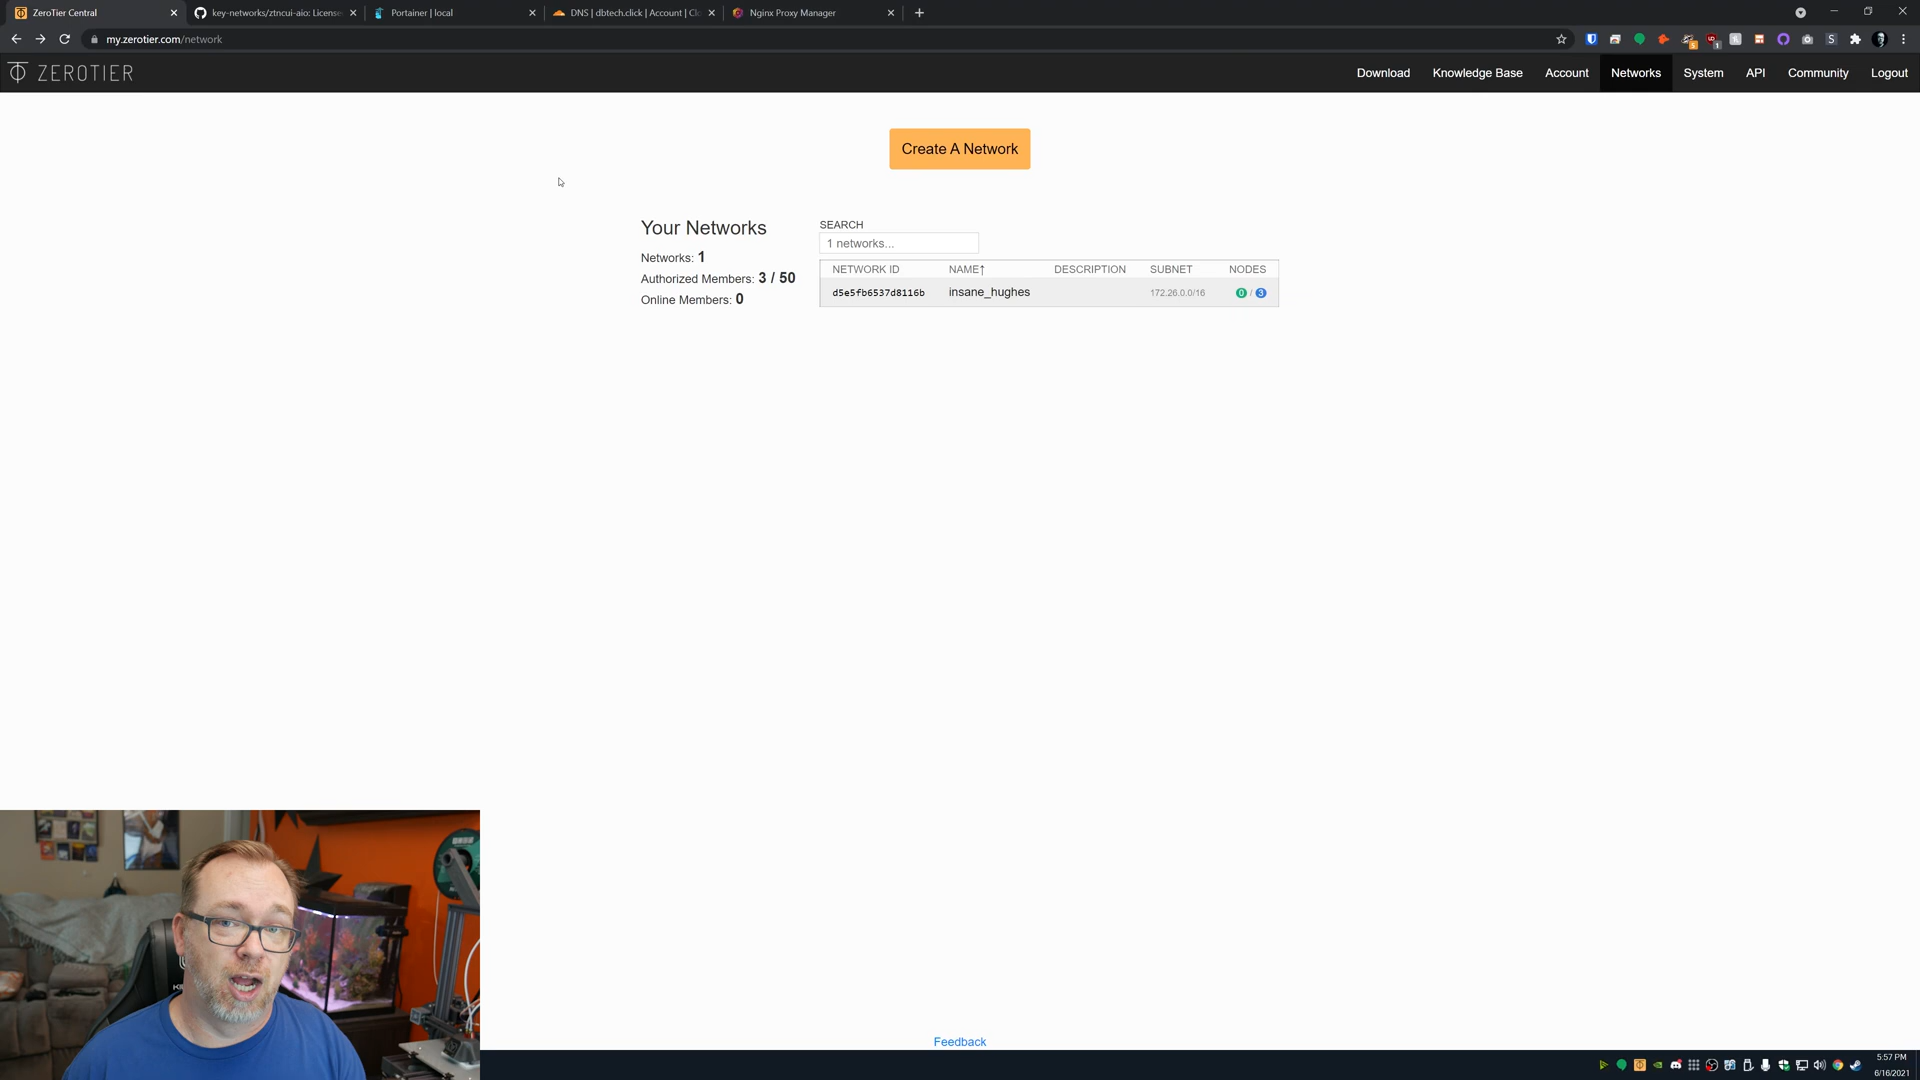 ZeroTier Central
key-networks/ztncui-aio: License
Portainer | local
DNS | dbtech.click | Account | Cl
Nginx Proxy Manager
my.zerotier.com/network
ZEROTIER
Download
Knowledge Base
Account
Networks
System
API
Community
Logout
Create A Network
Your Networks
Networks: 1
Authorized Members: 3 / 50
Online Members: 0
SEARCH
1 networks...
NETWORK ID NAME↑ DESCRIPTION SUBNET NODES
d5e5fb6537d8116b insane_hughes 172.26.0.0/16 0 / 3
Feedback
5:57 PM
6/16/2021